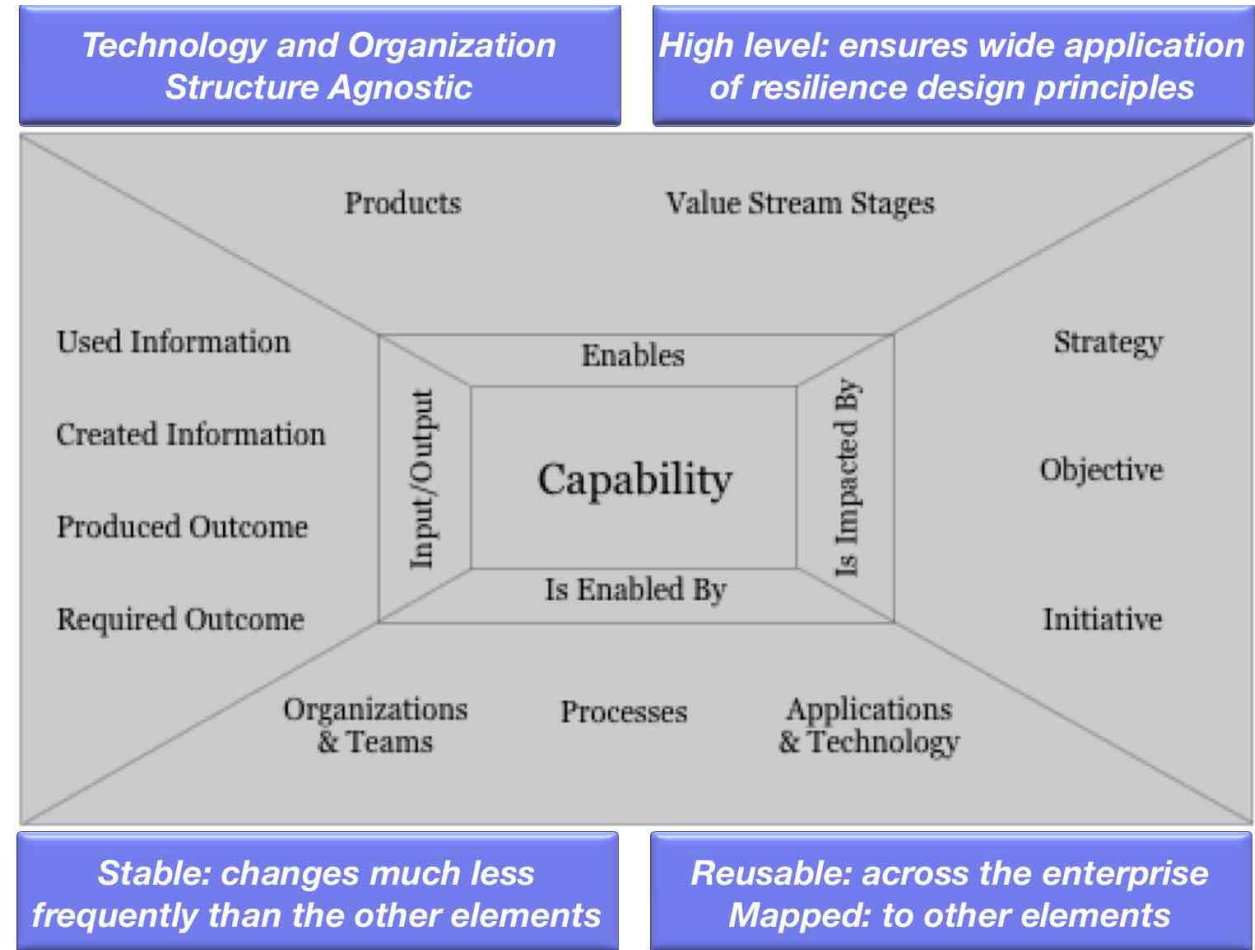 Technology and Organization
Structure Agnostic
High level: ensures wide application
of resilience design principles
Products
Value Stream Stages
Used Information
Created Information
Produced Outcome
Required Outcome
Input/Output
Enables
Capability
Is Enabled By
Is Impacted By
Strategy
Objective
Initiative
Organizations
& Teams
Processes
Applications
& Technology
Stable: changes much less
frequently than the other elements
Reusable: across the enterprise
Mapped: to other elements